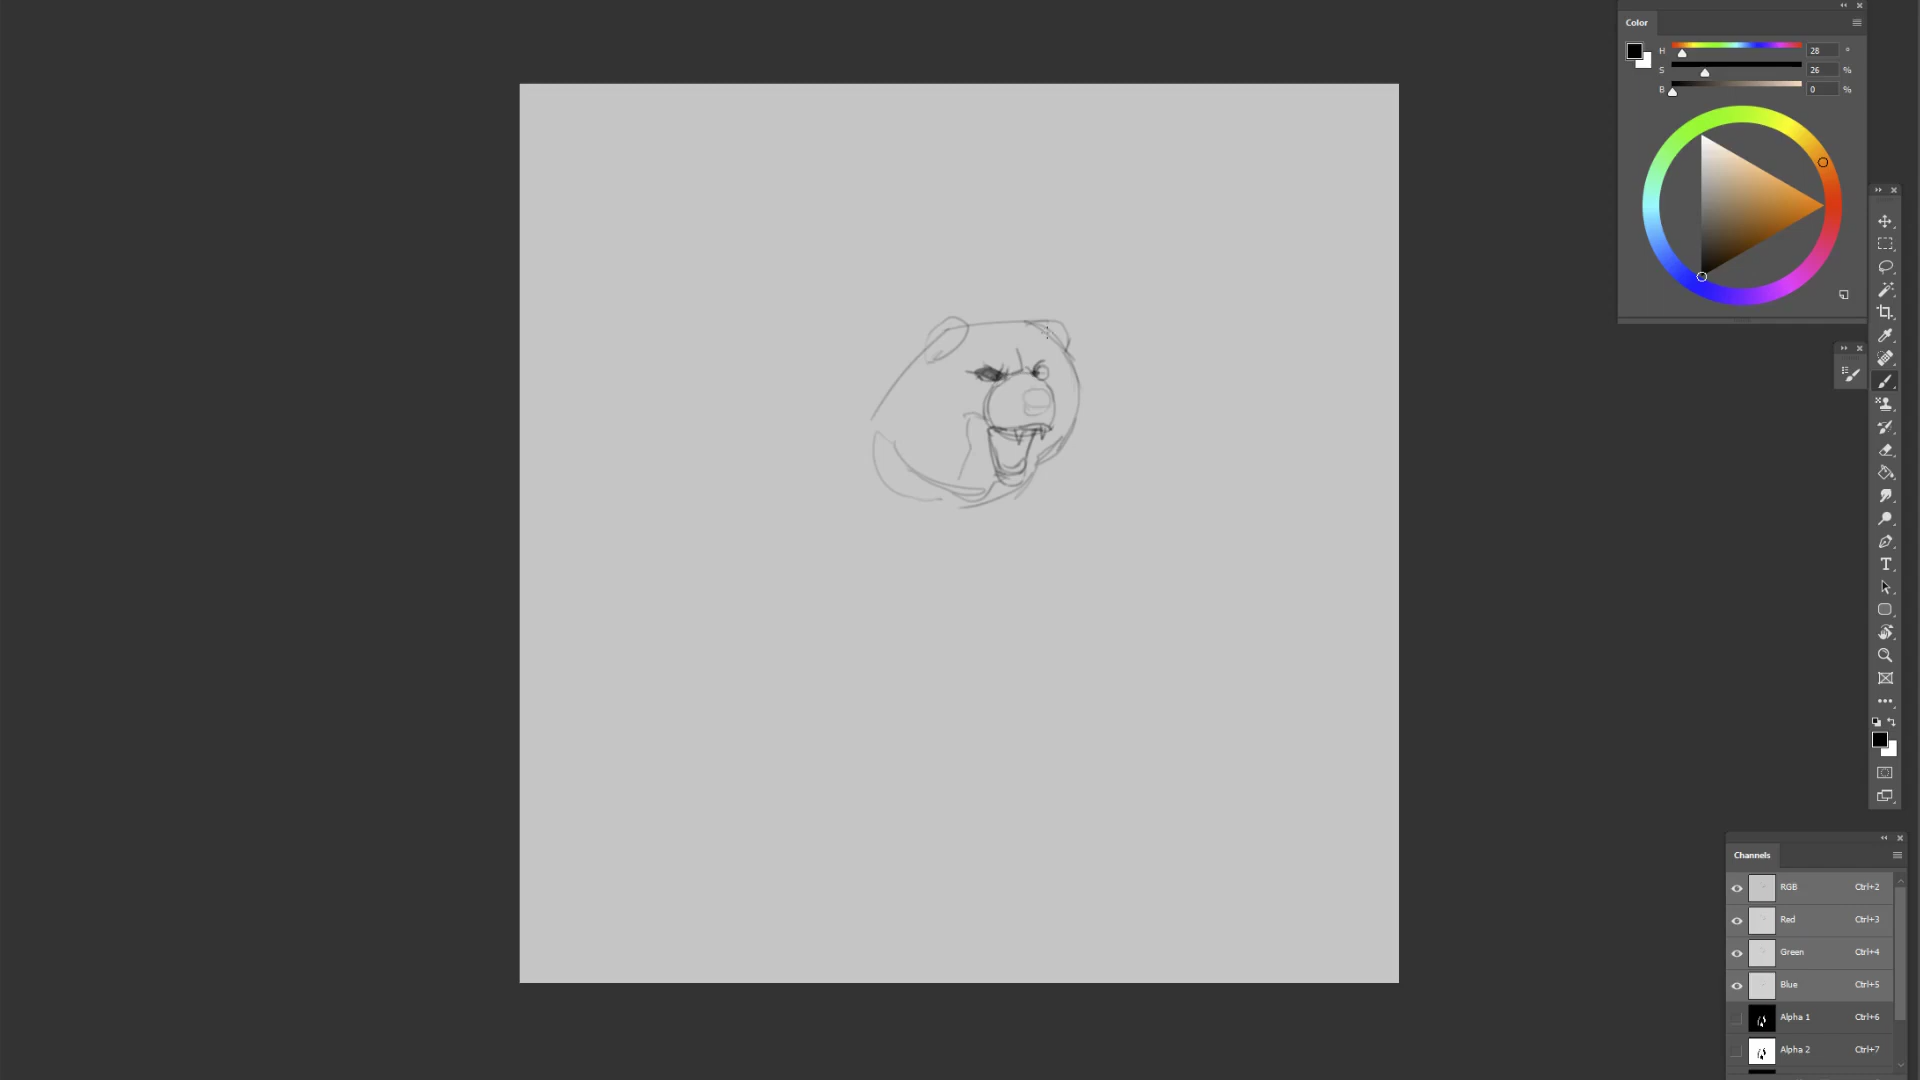 Color
H 28 °
S 26 %
B 0 %
Channels
RGB Ctrl+2
Red Ctrl+3
Green Ctrl+4
Blue Ctrl+5
Alpha 1 Ctrl+6
Alpha 2 Ctrl+7